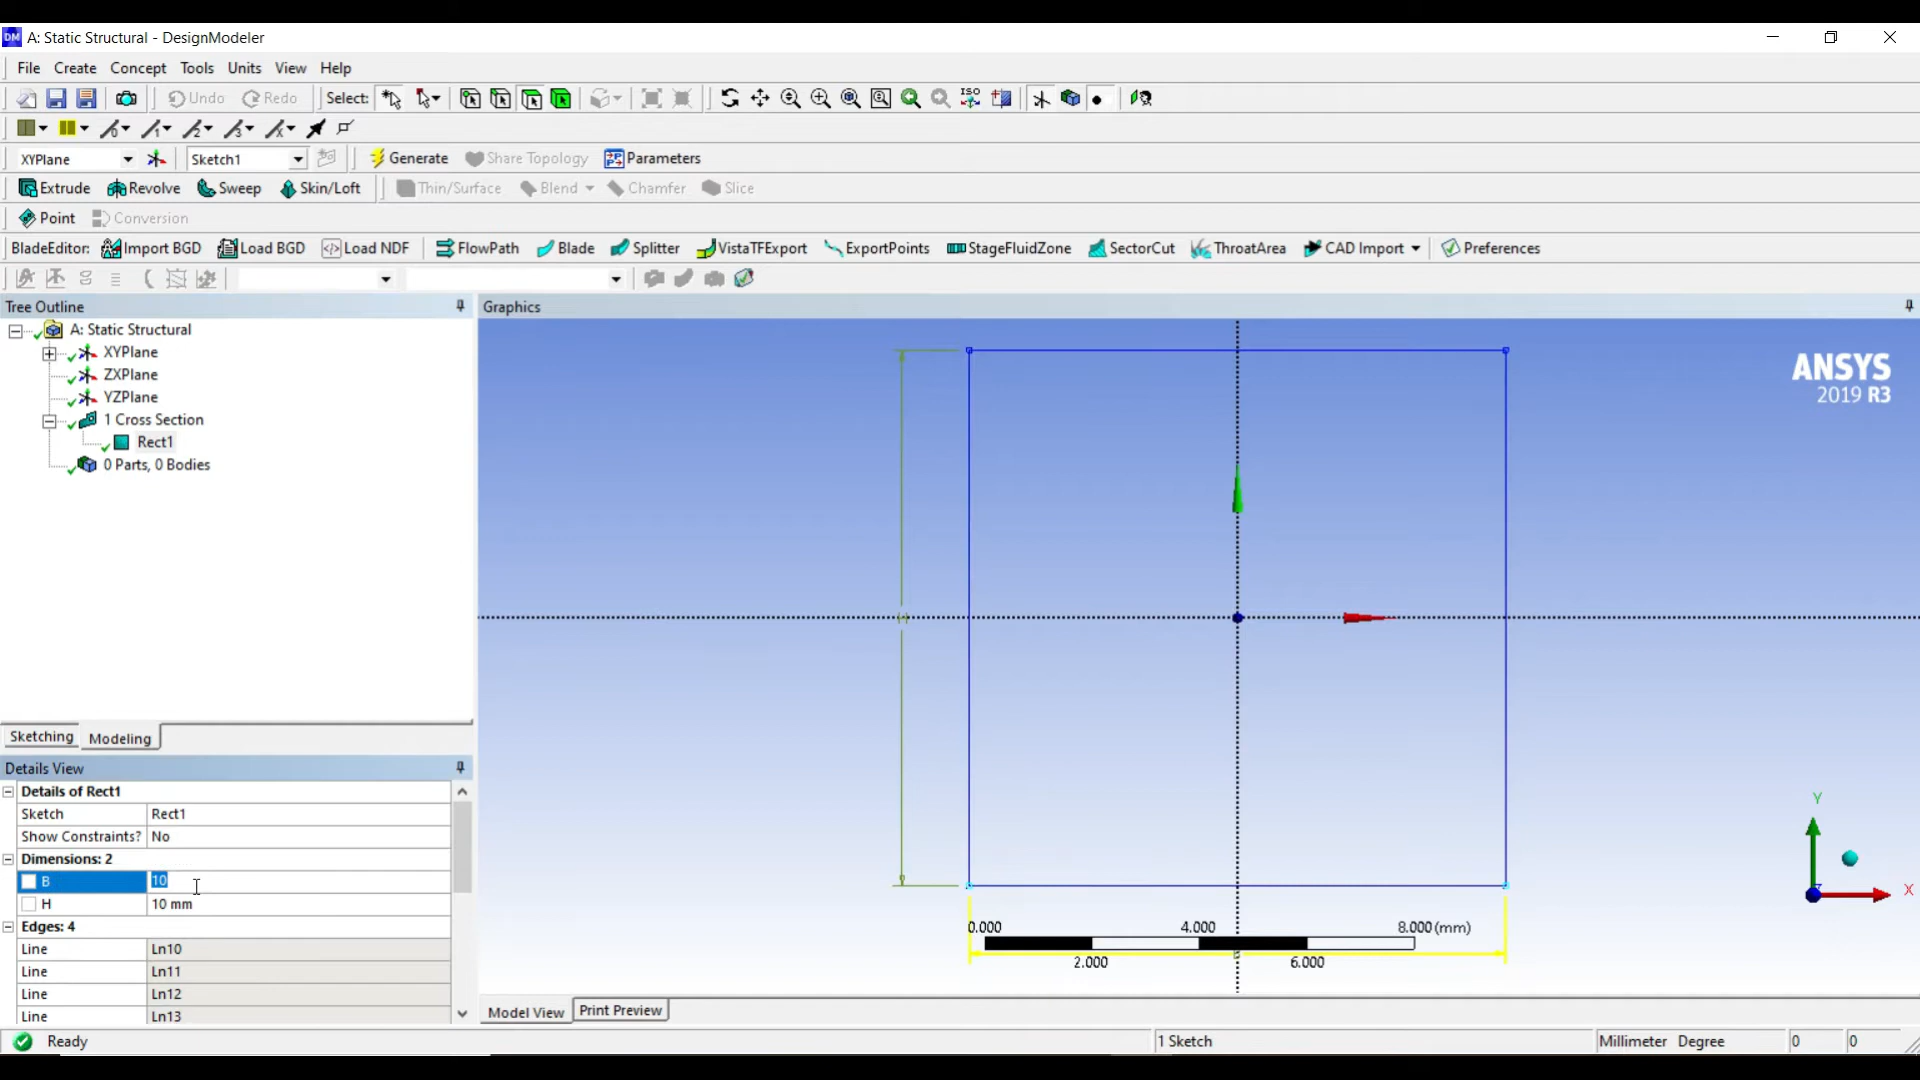 DM A: Static Structural - DesignModeler
File Create Concept Tools Units View Help
Undo Redo Select: ISO
XYPlane Sketch1 Generate Share Topology Parameters
Extrude Revolve Sweep Skin/Loft Thin/Surface Blend Chamfer Slice
Point Conversion
BladeEditor: Import BGD Load BGD Load NDF FlowPath Blade Splitter VistaTFExport ExportPoints StageFluidZone SectorCut ThroatArea CAD Import Preferences
Tree Outline
A: Static Structural
XYPlane
ZXPlane
YZPlane
1 Cross Section
Rect1
0 Parts, 0 Bodies
Sketching Modeling
Details View
Details of Rect1
Sketch Rect1
Show Constraints? No
Dimensions: 2
B 10
H 10 mm
Edges: 4
Line Ln10
Line Ln11
Line Ln12
Line Ln13
Graphics
ANSYS
2019 R3
0.000 4.000 8.000 (mm)
2.000 6.000
Y
X
Model View Print Preview
Ready 1 Sketch Millimeter Degree 0 0